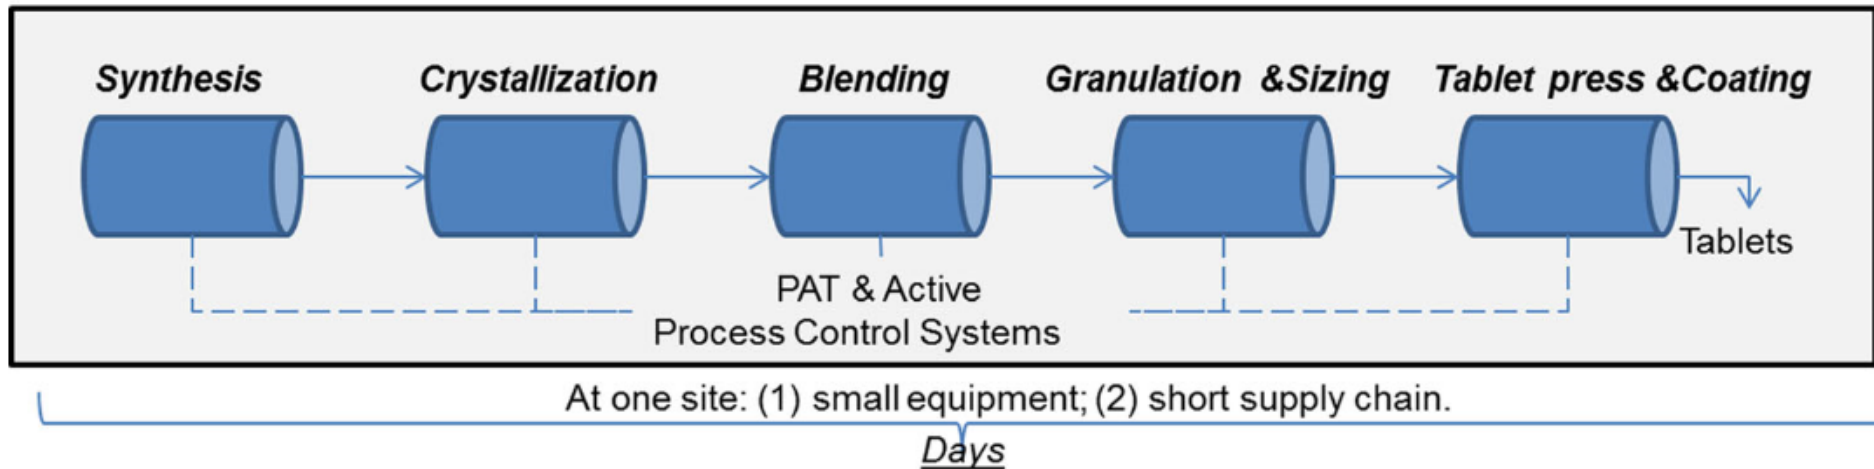 Synthesis
Crystallization
Blending
Granulation &Sizing
Tablet press &Coating
Tablets
PAT & Active
Process Control Systems
At one site: (1) small equipment; (2) short supply chain.
Days